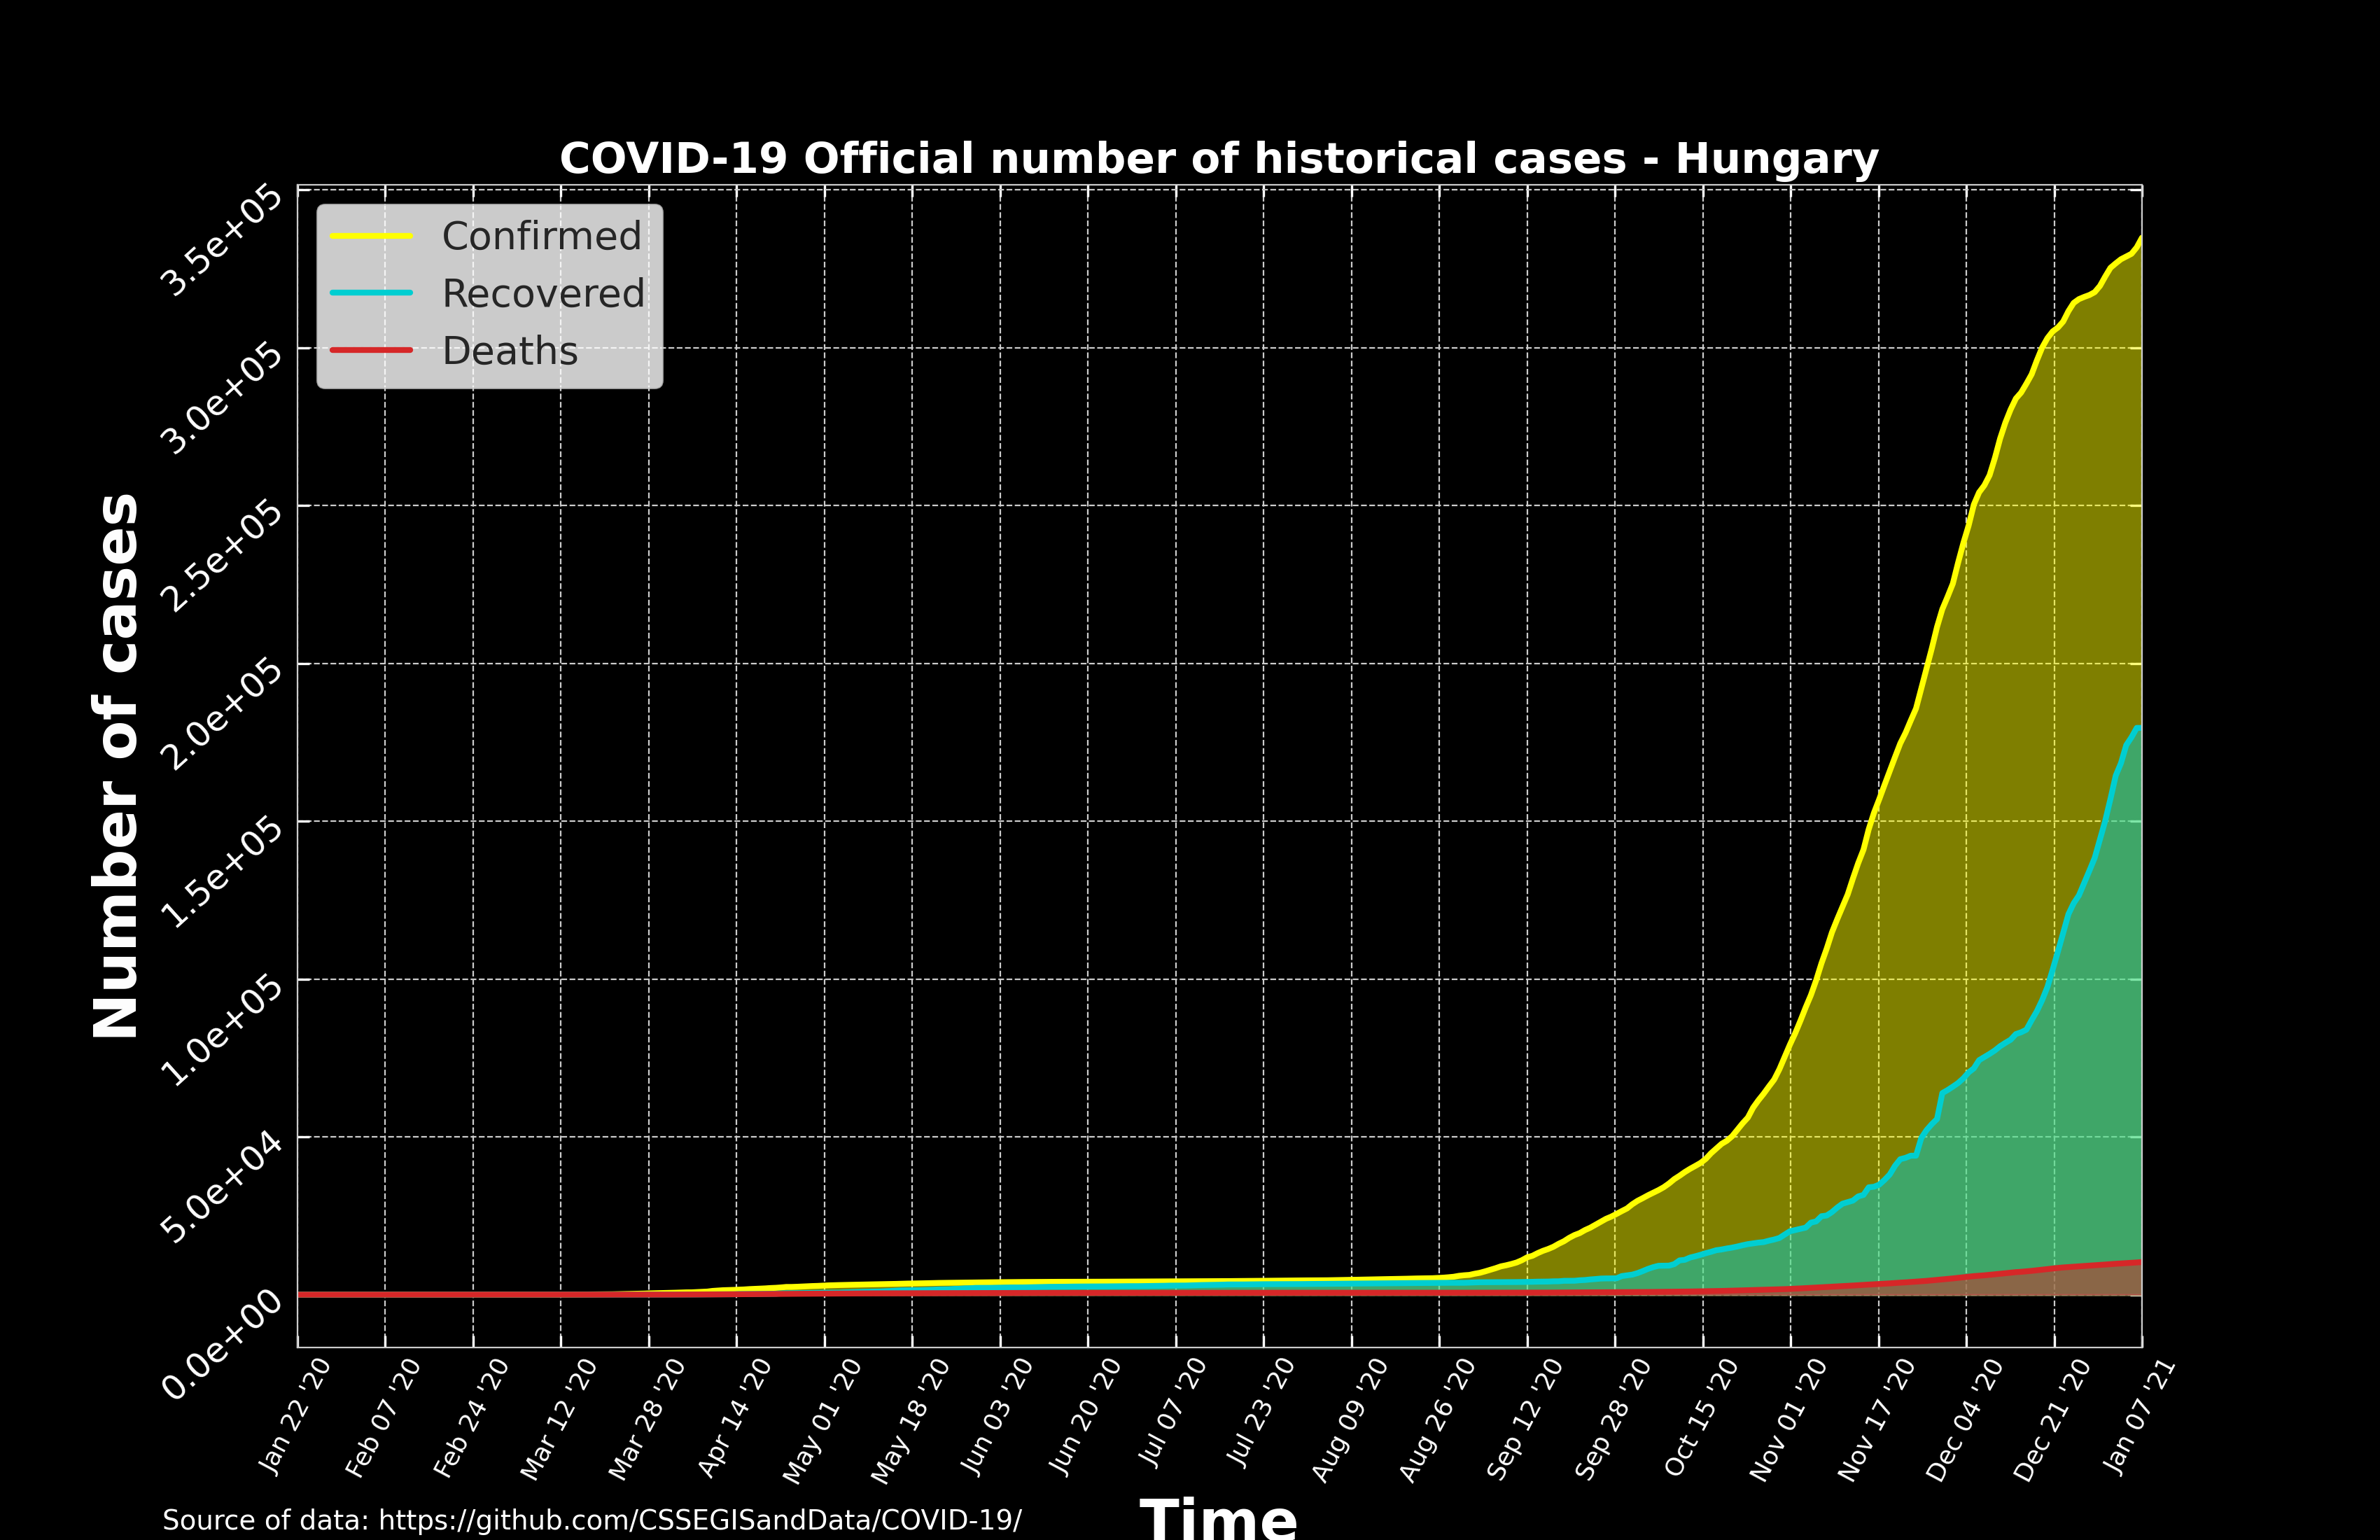 COVID-19 Official number of historical cases - Hungary
Confirmed
Recovered
Deaths
Number of cases
3.5e+05
3.0e+05
2.5e+05
2.0e+05
1.5e+05
1.0e+05
5.0e+04
0.0e+00
Jan 22 '20
Feb 07 '20
Feb 24 '20
Mar 12 '20
Mar 28 '20
Apr 14 '20
May 01 '20
May 18 '20
Jun 03 '20
Jun 20 '20
Jul 07 '20
Jul 23 '20
Aug 09 '20
Aug 26 '20
Sep 12 '20
Sep 28 '20
Oct 15 '20
Nov 01 '20
Nov 17 '20
Dec 04 '20
Dec 21 '20
Jan 07 '21
Time
Source of data: https://github.com/CSSEGISandData/COVID-19/